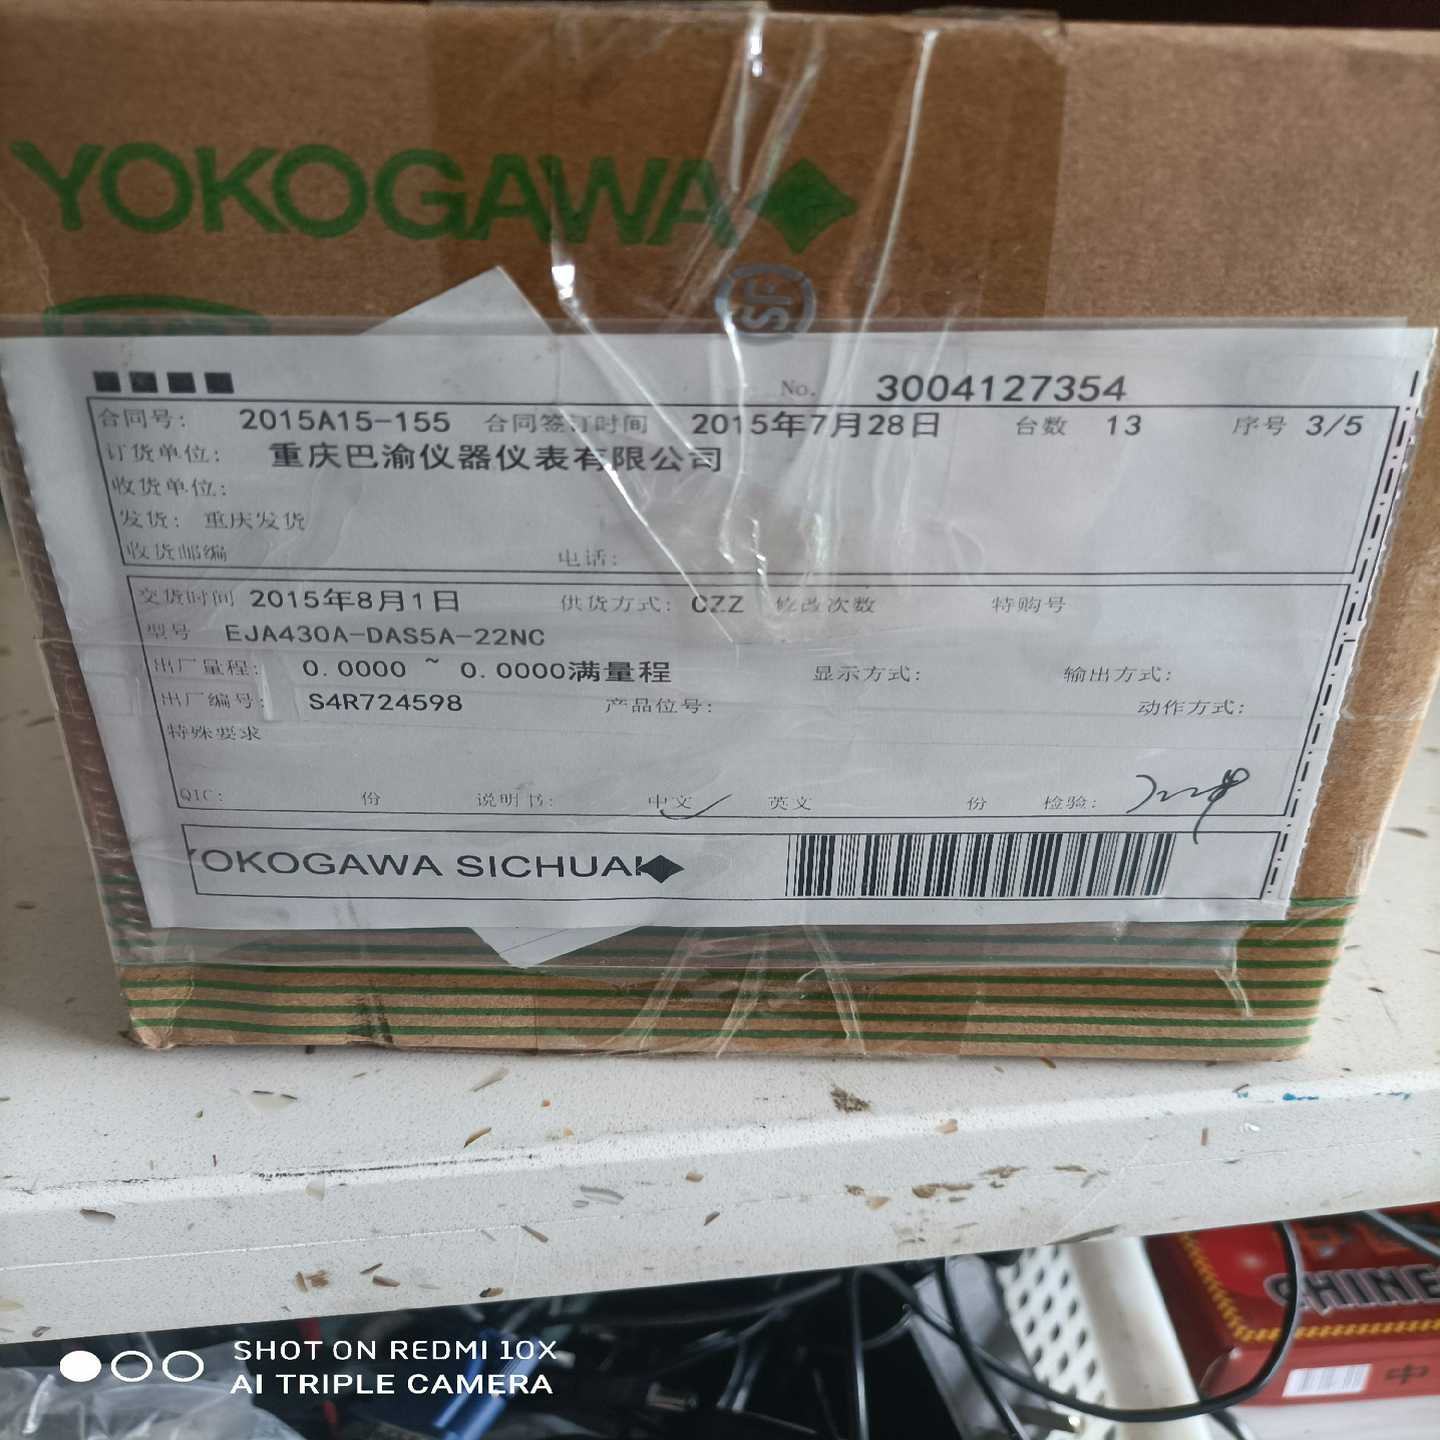 YOKOGAWA
SF
No. 3004127354
合同号: 2015A15-155 合同签订时间 2015年7月28日 台数 13 序号 3/5
订货单位: 重庆巴渝仪器仪表有限公司
收货单位:
发货: 重庆发货
收货邮编 电话:
交货时间 2015年8月1日 供货方式: CZZ 修改次数 特购号
型号 EJA430A-DAS5A-22NC
出厂量程: 0.0000 ~ 0.0000满量程 显示方式: 输出方式:
出厂编号: S4R724598 产品位号: 动作方式:
特殊要求
QIC: 份 说明书: 中文 英文 份 检验:
YOKOGAWA SICHUAN
CHINE
中
SHOT ON REDMI 10X
AI TRIPLE CAMERA